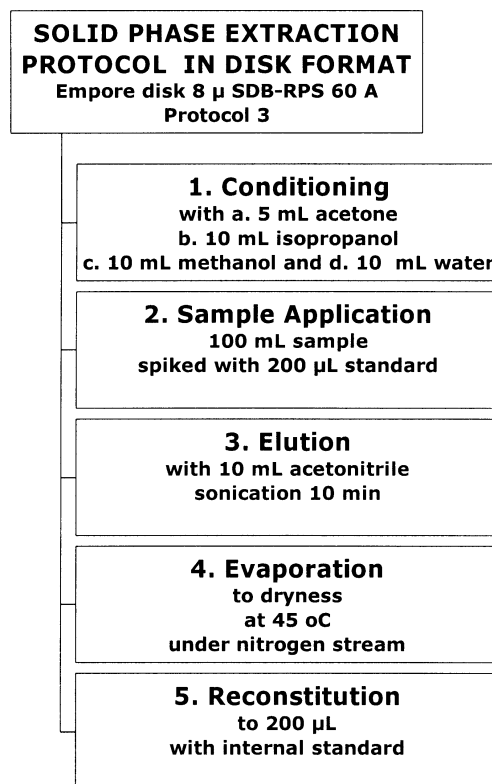 SOLID PHASE EXTRACTION
PROTOCOL IN DISK FORMAT
Empore disk 8 µ SDB-RPS 60 A
Protocol 3
1. Conditioning
with a. 5 mL acetone
b. 10 mL isopropanol
c. 10 mL methanol and d. 10 mL water
2. Sample Application
100 mL sample
spiked with 200 µL standard
3. Elution
with 10 mL acetonitrile
sonication 10 min
4. Evaporation
to dryness
at 45 oC
under nitrogen stream
5. Reconstitution
to 200 µL
with internal standard